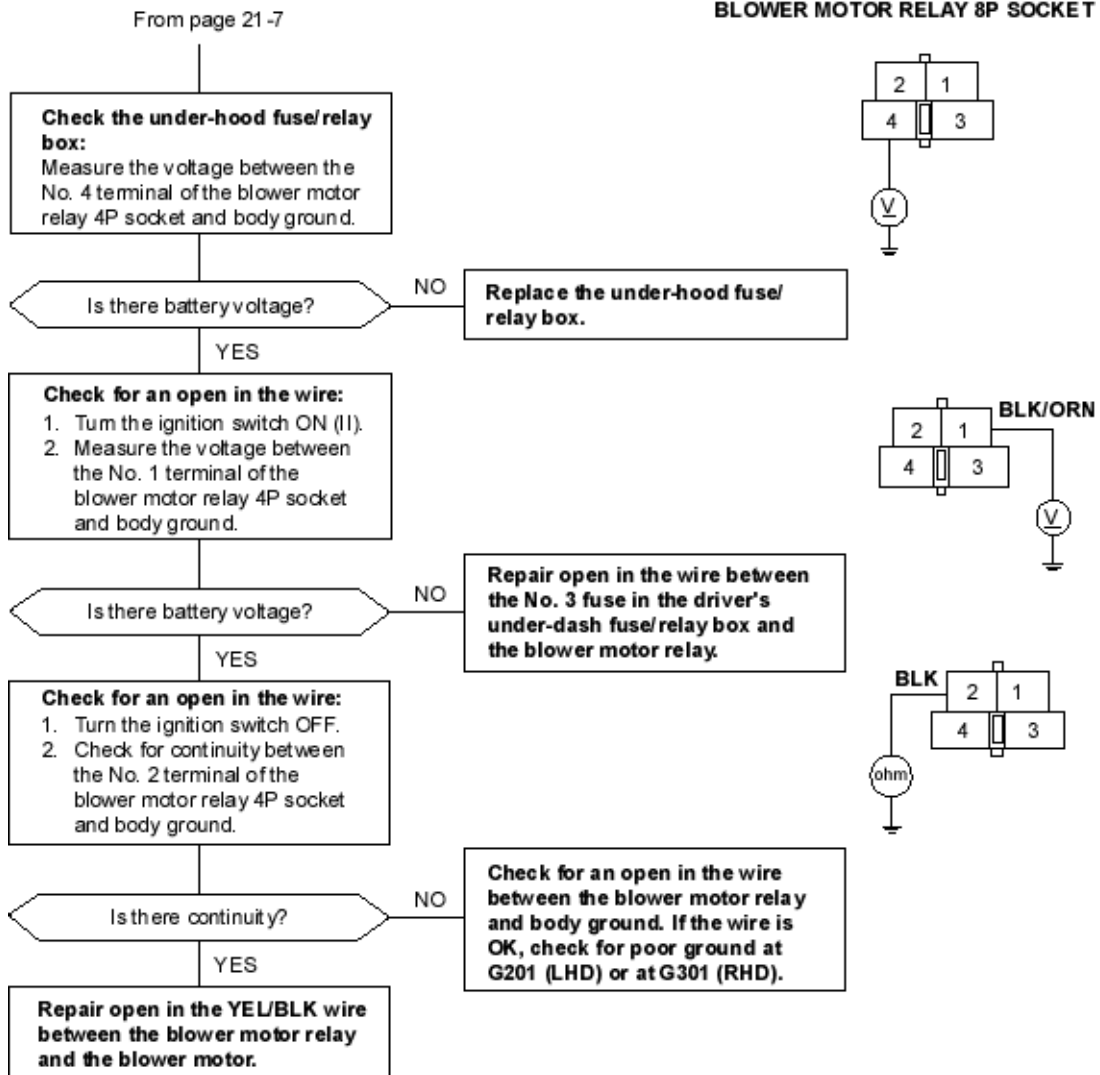 From page 21-7
BLOWER MOTOR RELAY 8P SOCKET
2 1
4 3
V
Check the under-hood fuse/relay
box:
Measure the voltage between the
No. 4 terminal of the blower motor
relay 4P socket and body ground.
Is there battery voltage?
NO
Replace the under-hood fuse/
relay box.
YES
Check for an open in the wire:
1. Turn the ignition switch ON (II).
2. Measure the voltage between
the No. 1 terminal of the
blower motor relay 4P socket
and body ground.
BLK/ORN
2 1
4 3
V
Is there battery voltage?
NO
Repair open in the wire between
the No. 3 fuse in the driver's
under-dash fuse/relay box and
the blower motor relay.
YES
Check for an open in the wire:
1. Turn the ignition switch OFF.
2. Check for continuity between
the No. 2 terminal of the
blower motor relay 4P socket
and body ground.
BLK
2 1
4 3
ohm
Is there continuity?
NO
Check for an open in the wire
between the blower motor relay
and body ground. If the wire is
OK, check for poor ground at
G201 (LHD) or at G301 (RHD).
YES
Repair open in the YEL/BLK wire
between the blower motor relay
and the blower motor.